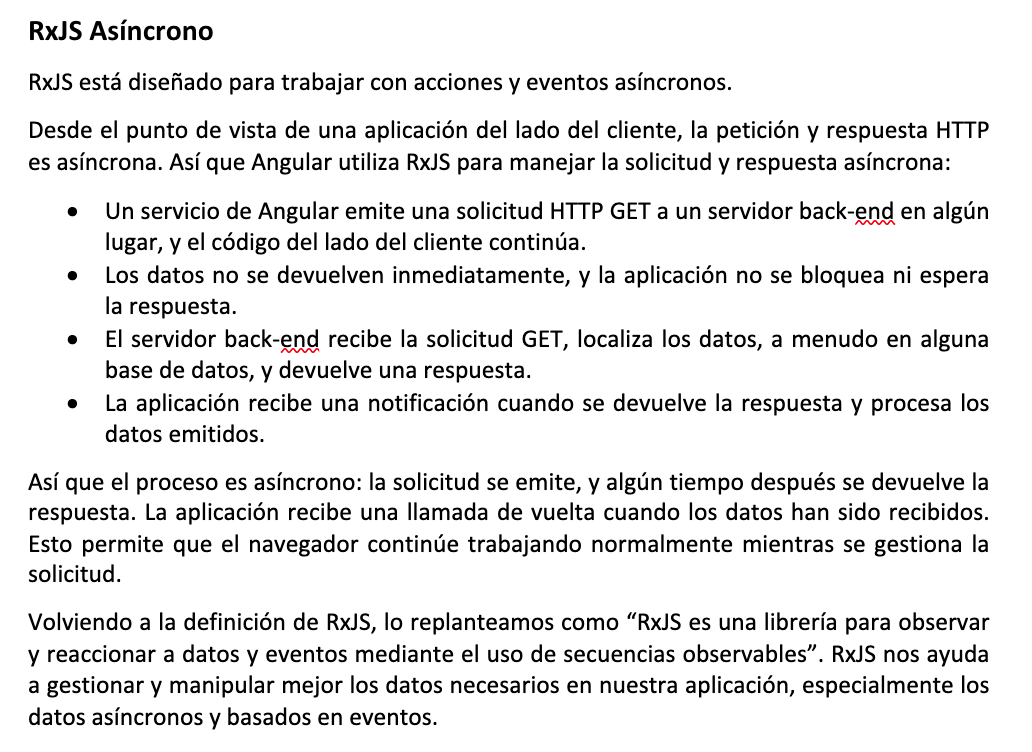 RxJS Asíncrono
RxJS está diseñado para trabajar con acciones y eventos asíncronos.
Desde el punto de vista de una aplicación del lado del cliente, la petición y respuesta HTTP
es asíncrona. Así que Angular utiliza RxJS para manejar la solicitud y respuesta asíncrona:
• Un servicio de Angular emite una solicitud HTTP GET a un servidor back-end en algún
lugar, y el código del lado del cliente continúa.
• Los datos no se devuelven inmediatamente, y la aplicación no se bloquea ni espera
la respuesta.
• El servidor back-end recibe la solicitud GET, localiza los datos, a menudo en alguna
base de datos, y devuelve una respuesta.
• La aplicación recibe una notificación cuando se devuelve la respuesta y procesa los
datos emitidos.
Así que el proceso es asíncrono: la solicitud se emite, y algún tiempo después se devuelve la
respuesta. La aplicación recibe una llamada de vuelta cuando los datos han sido recibidos.
Esto permite que el navegador continúe trabajando normalmente mientras se gestiona la
solicitud.
Volviendo a la definición de RxJS, lo replanteamos como “RxJS es una librería para observar
y reaccionar a datos y eventos mediante el uso de secuencias observables”. RxJS nos ayuda
a gestionar y manipular mejor los datos necesarios en nuestra aplicación, especialmente los
datos asíncronos y basados en eventos.